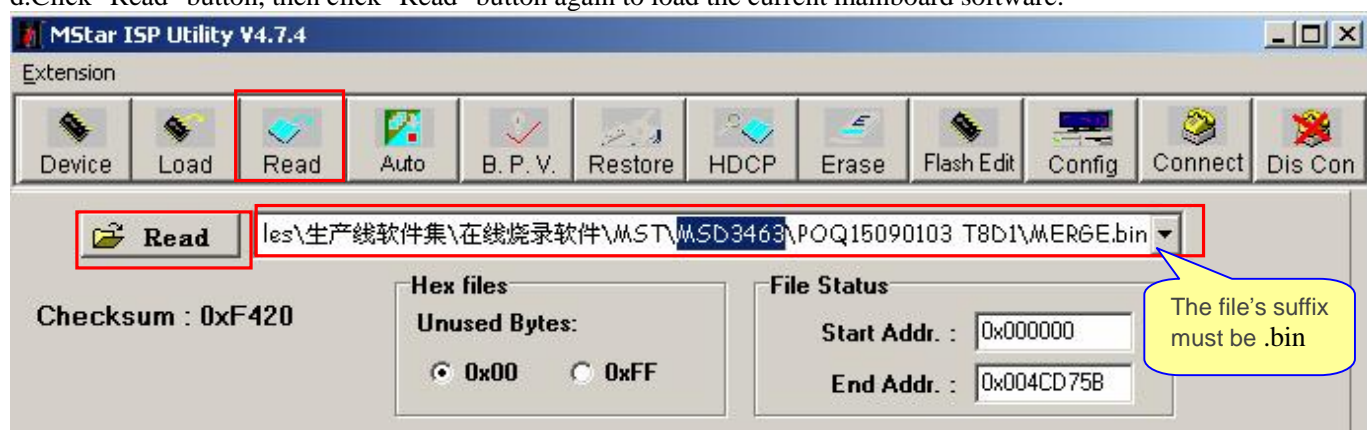 d.Click "Read" button, then click "Read" button again to load the current mainboard software.
MStar ISP Utility V4.7.4
Extension
Device Load Read Auto B. P. V. Restore HDCP Erase Flash Edit Config Connect Dis Con
Read les\生产线软件集\在线烧录软件\MST\MSD3463\POQ15090103 T8D1\MERGE.bin
Hex files File Status
Checksum : 0xF420 Unused Bytes: Start Addr. : 0x000000
The file's suffix
must be .bin
0x00 0xFF End Addr. : 0x004CD75B